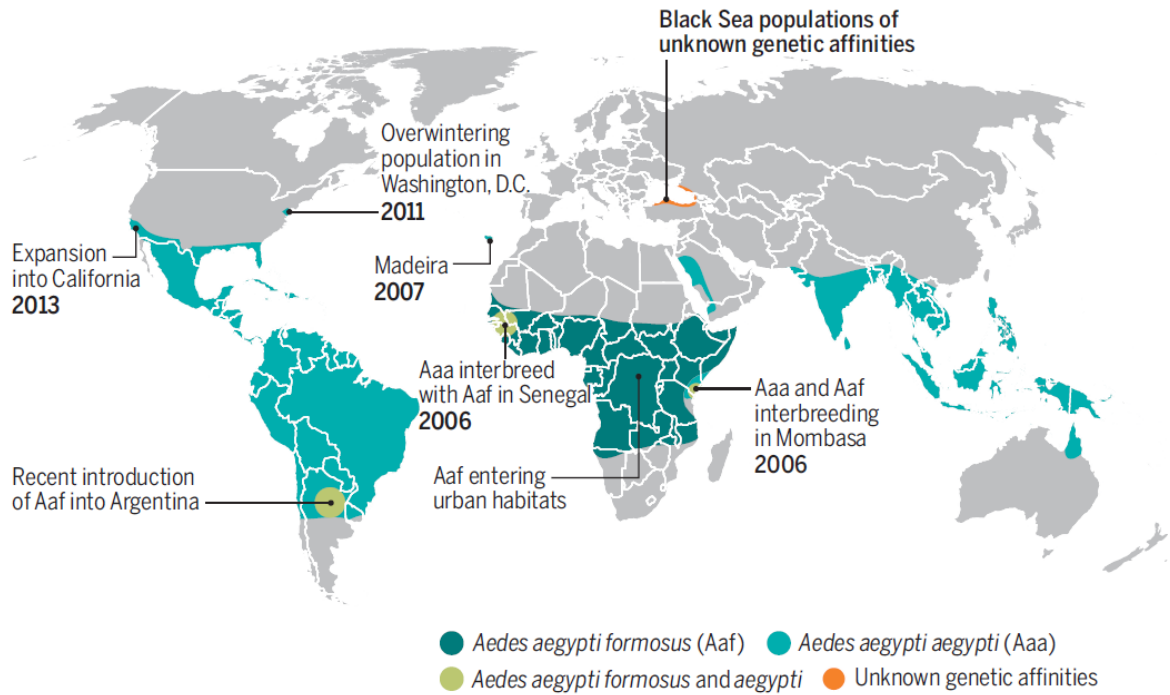 Black Sea populations of
unknown genetic affinities
Overwintering
population in
Washington, D.C.
2011
Expansion
into California
2013
Madeira
2007
Aaa interbreed
with Aaf in Senegal
2006
Aaa and Aaf
interbreeding
in Mombasa
2006
Recent introduction
of Aaf into Argentina
Aaf entering
urban habitats
Aedes aegypti formosus (Aaf)
Aedes aegypti aegypti (Aaa)
Aedes aegypti formosus and aegypti
Unknown genetic affinities